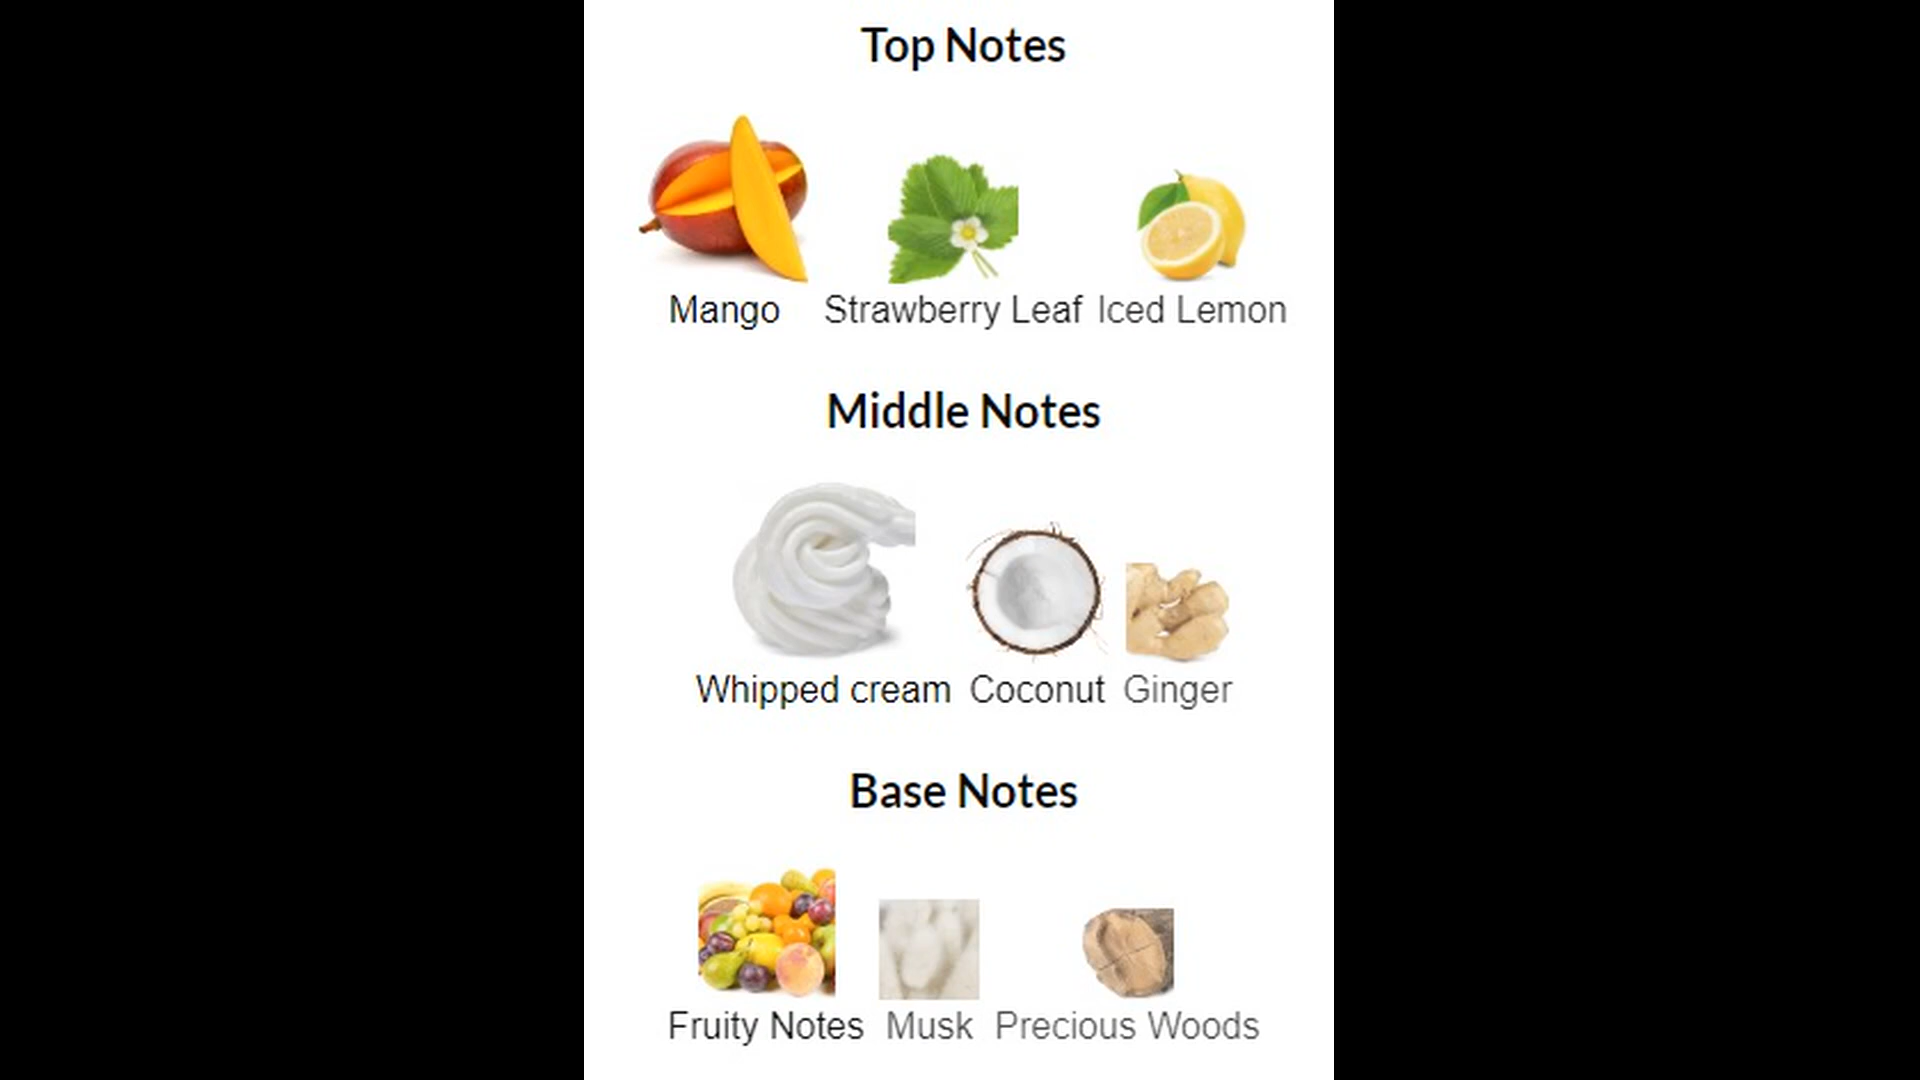 Top Notes
Mango Strawberry Leaf Iced Lemon
Middle Notes
Whipped cream Coconut Ginger
Base Notes
Fruity Notes Musk Precious Woods